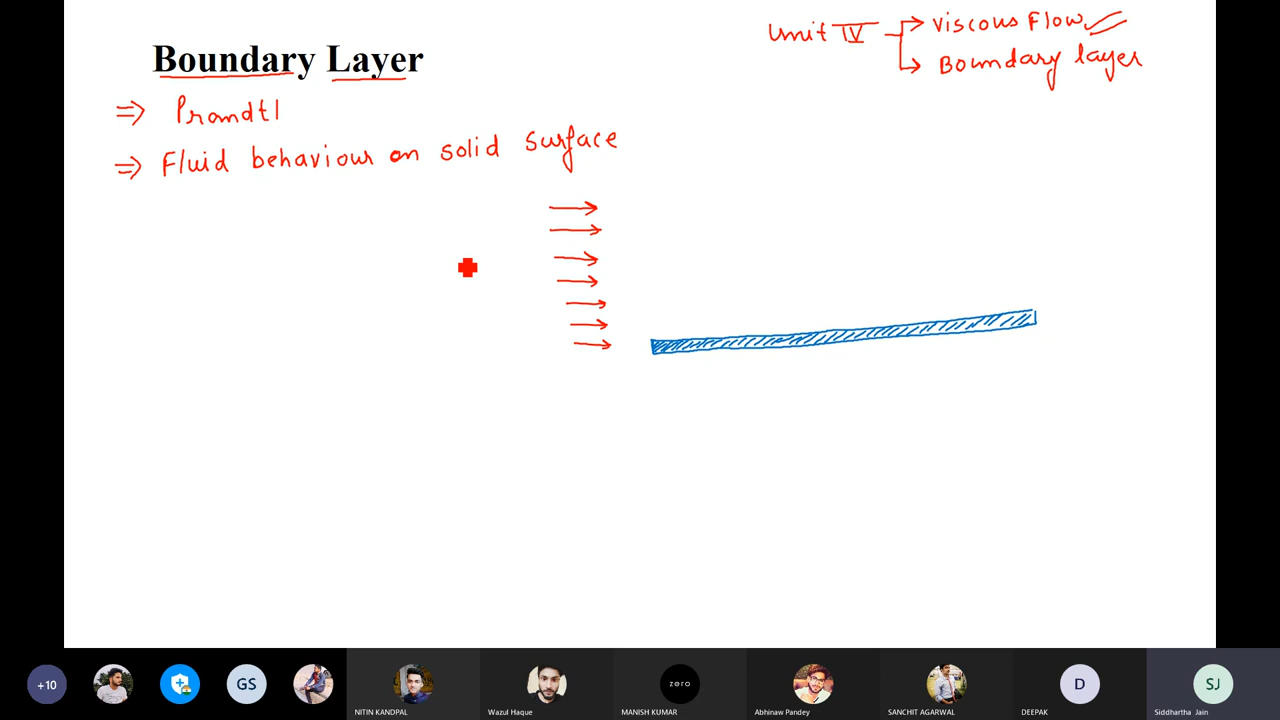 Unit IV → Viscous Flow
→ Boundary layer
Boundary Layer
⇒ Prandtl
⇒ Fluid behaviour on solid surface
+10
GS
NITIN KANDPAL
Wazul Haque
zero
MANISH KUMAR
Abhinaw Pandey
SANCHIT AGARWAL
D
DEEPAK
SJ
Siddhartha Jain